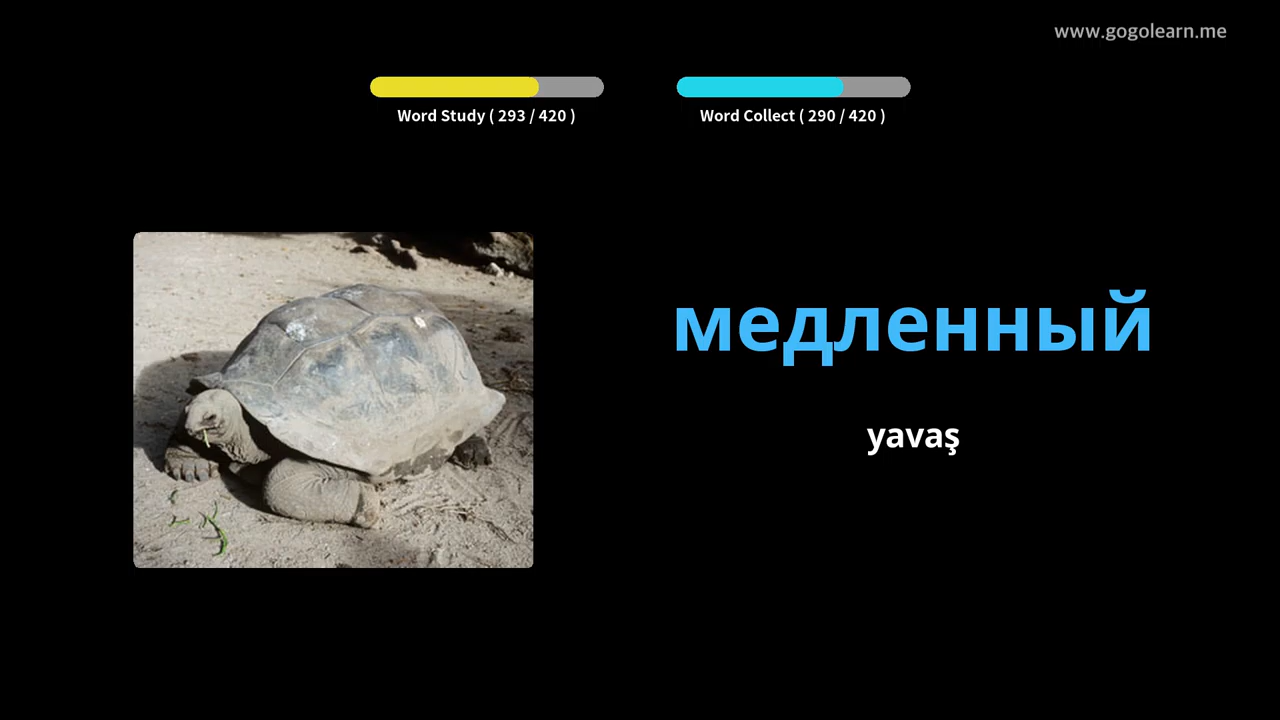 www.gogolearn.me
Word Study ( 293 / 420 )
Word Collect ( 290 / 420 )
медленный
yavaş